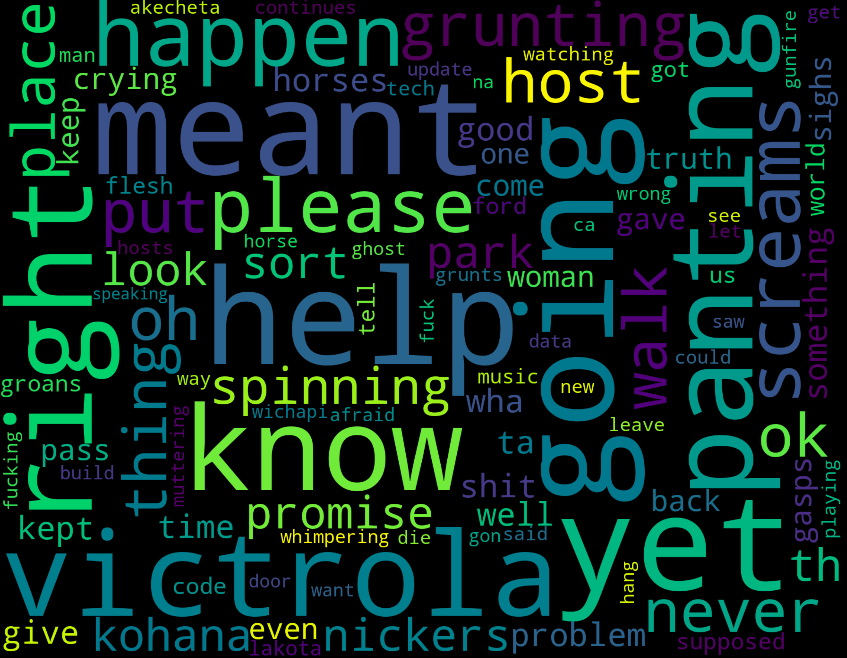 akecheta
continues
get
happen
grunting
man
watching
gunfire
place
crying
horses
update
tech
na
host
got
sighs
keep
meant
good
one
going
panting
screams
truth
flesh
put
please
come
ford
wrong
gave
see
let
world
right
hosts
horse
ghost
park
ca
walk
look
sort
grunts
woman
us
something
speaking
oh
help
tell
fuck
data
saw
could
groans
thing
way
spinning
music
new
wichapi
afraid
wha
leave
fucking
pass
build
muttering
know
ta
ok
shit
gasps
playing
kept
time
promise
well
back
whimpering
die
gon
said
yet
victrola
code
door
want
hang
th
give
kohana
even
lakota
nickers
problem
never
supposed